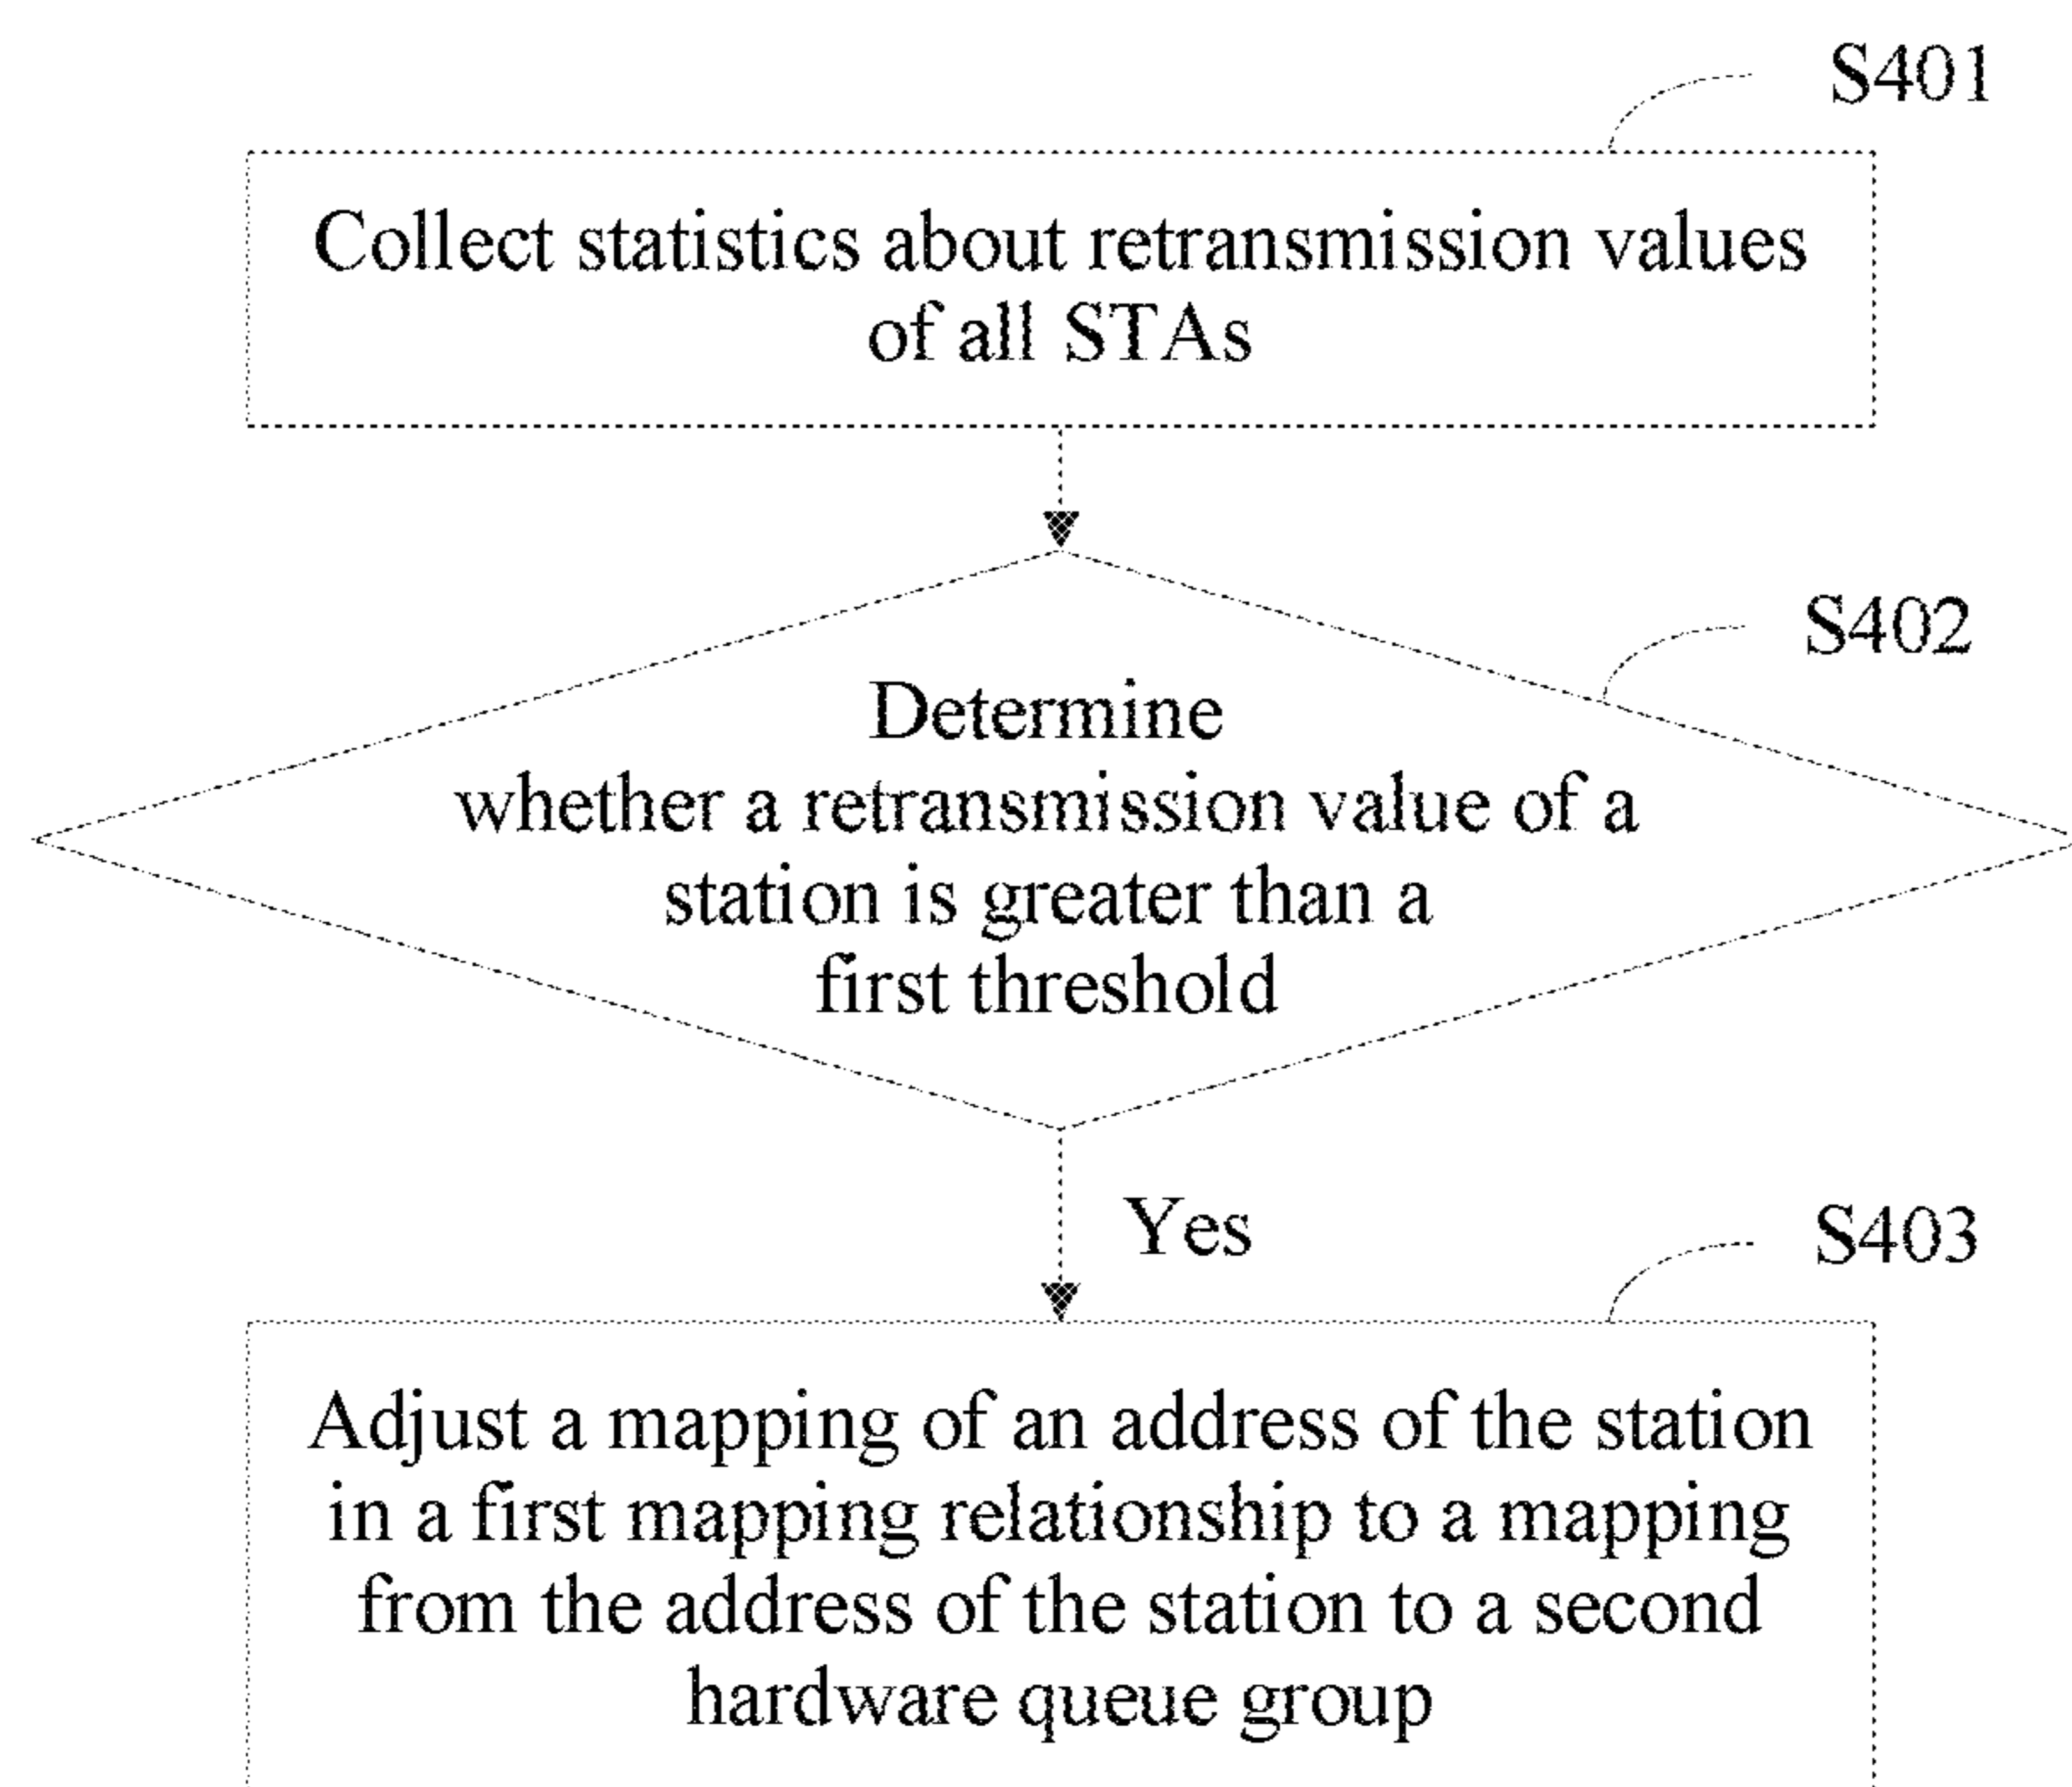 S401
Collect statistics about retransmission values
of all STAs
S402
Determine
whether a retransmission value of a
station is greater than a
first threshold
Yes
S403
Adjust a mapping of an address of the station
in a first mapping relationship to a mapping
from the address of the station to a second
hardware queue group